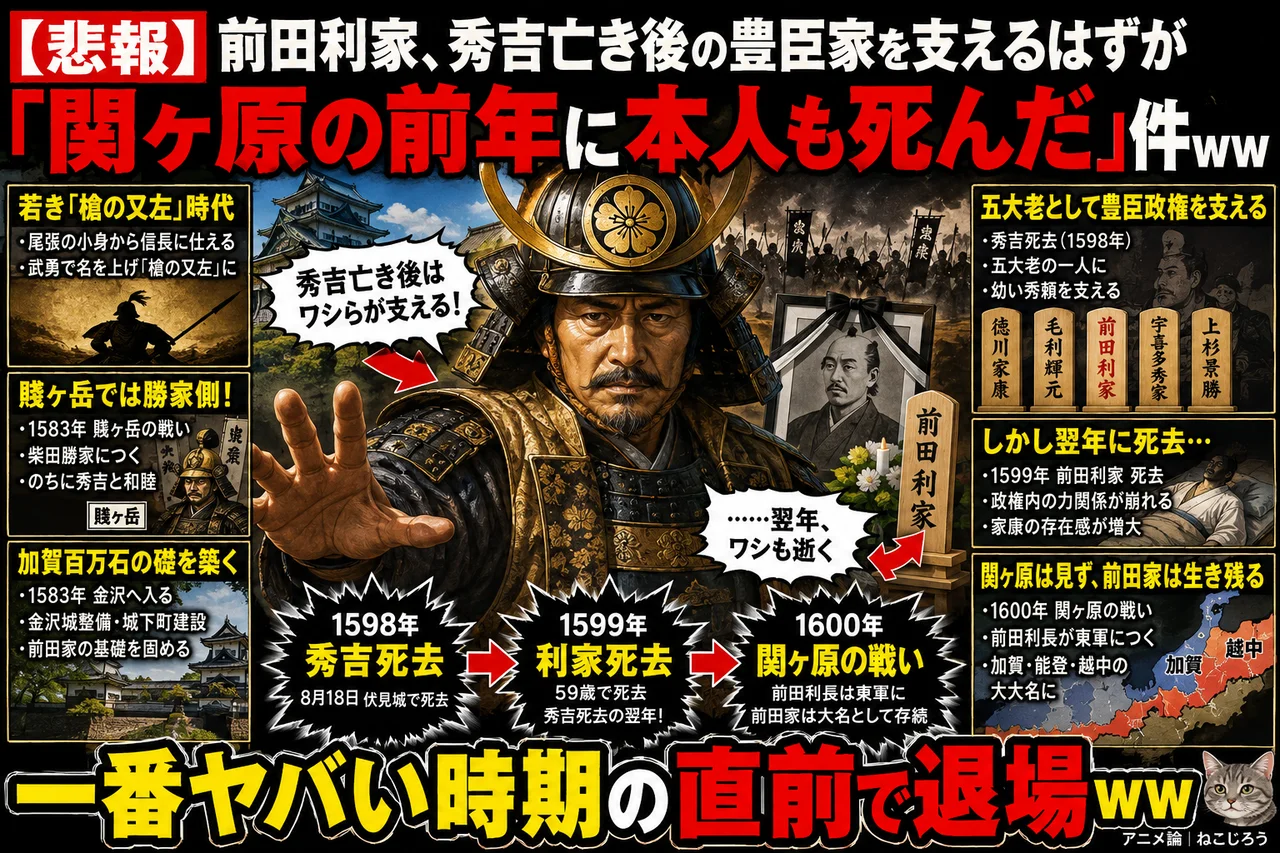 【悲報】前田利家、秀吉亡き後の豊臣家を支えるはずが
「関ヶ原の前年に本人も死んだ」件ww
若き「槍の又左」時代
・尾張の小身から信長に仕える
・武勇で名を上げ「槍の又左」に
賤ヶ岳では勝家側!
・1583年 賤ヶ岳の戦い
・柴田勝家につく
・のちに秀吉と和睦
賤ヶ岳
加賀百万石の礎を築く
・1583年 金沢へ入る
・金沢城整備・城下町建設
・前田家の基礎を固める
秀吉亡き後は
ワシらが支える!
前田利家
……翌年、
ワシも逝く
1598年
秀吉死去
8月18日 伏見城で死去
1599年
利家死去
59歳で死去
秀吉死去の翌年!
1600年
関ヶ原の戦い
前田利長は東軍に
前田家は大名として存続
五大老として豊臣政権を支える
・秀吉死去(1598年)
・五大老の一人に
・幼い秀頼を支える
徳川家康
毛利輝元
前田利家
宇喜多秀家
上杉景勝
しかし翌年に死去…
・1599年 前田利家 死去
・政権内の力関係が崩れる
・家康の存在感が増大
関ヶ原は見ず、前田家は生き残る
・1600年 関ヶ原の戦い
・前田利長が東軍につく
・加賀・能登・越中の
大大名に
加賀
越中
一番ヤバい時期の直前で退場ww
アニメ論|ねこじろう